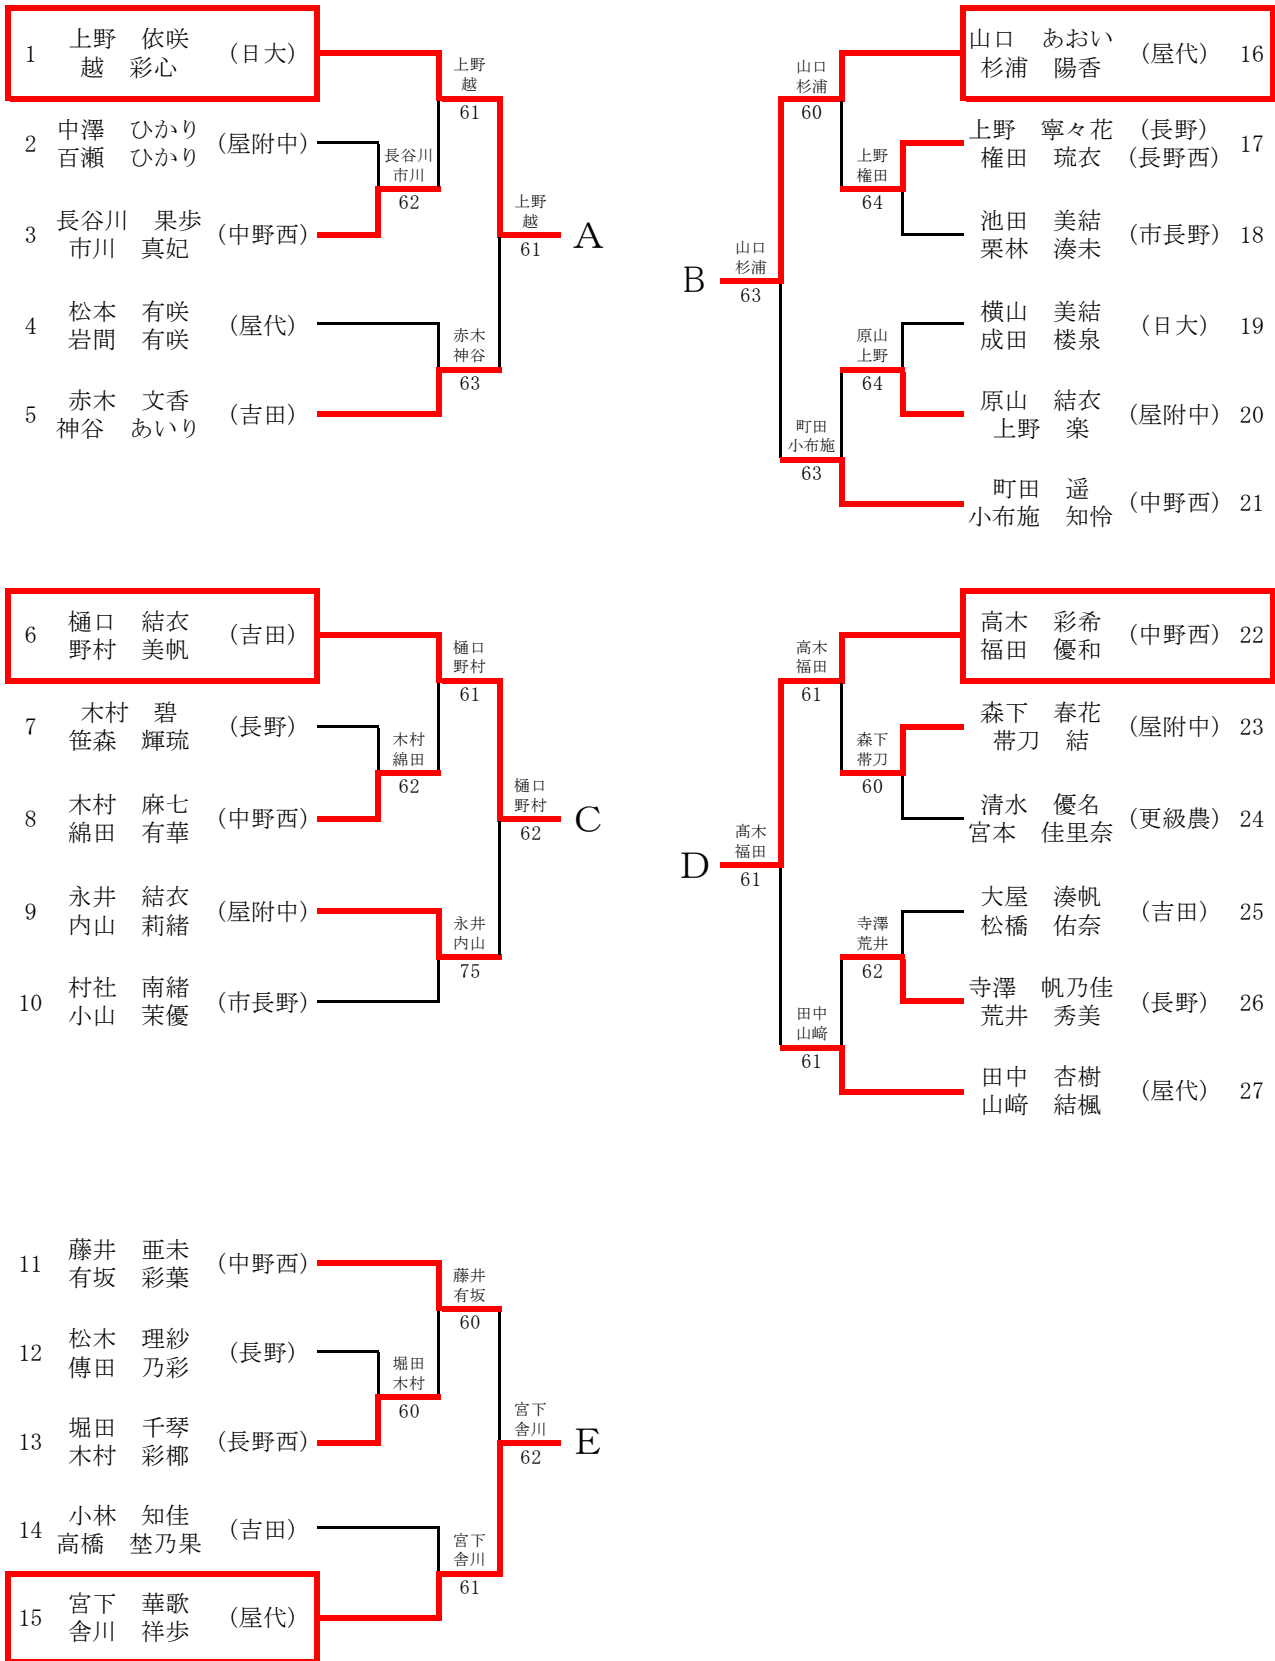 1 上野 依咲 (日大)
越 彩心
2 中澤 ひかり (屋附中)
百瀬 ひかり
3 長谷川 果歩 (中野西)
市川 真妃
4 松本 有咲 (屋代)
岩間 有咲
5 赤木 文香 (吉田)
神谷 あいり
長谷川
市川
62
上野
越
61
赤木
神谷
63
上野
越
61
A
山口 あおい (屋代) 16
杉浦 陽香
上野 寧々花 (長野) 17
権田 琉衣 (長野西)
池田 美結 (市長野) 18
栗林 湊未
横山 美結 (日大) 19
成田 楼泉
原山 結衣 (屋附中) 20
上野 楽
町田 遥 (中野西) 21
小布施 知怜
上野
権田
64
原山
上野
64
山口
杉浦
60
町田
小布施
63
山口
杉浦
63
B
6 樋口 結衣 (吉田)
野村 美帆
7 木村 碧 (長野)
笹森 輝琉
8 木村 麻七 (中野西)
綿田 有華
9 永井 結衣 (屋附中)
内山 莉緒
10 村社 南緒 (市長野)
小山 茉優
木村
綿田
62
樋口
野村
61
永井
内山
75
樋口
野村
62
C
高木 彩希 (中野西) 22
福田 優和
森下 春花 (屋附中) 23
帯刀 結
清水 優名 (更級農) 24
宮本 佳里奈
大屋 湊帆 (吉田) 25
松橋 佑奈
寺澤 帆乃佳 (長野) 26
荒井 秀美
田中 杏樹 (屋代) 27
山﨑 結楓
森下
帯刀
60
寺澤
荒井
62
高木
福田
61
田中
山﨑
61
髙木
福田
61
D
11 藤井 亜未 (中野西)
有坂 彩葉
12 松木 理紗 (長野)
傳田 乃彩
13 堀田 千琴 (長野西)
木村 彩椰
14 小林 知佳 (吉田)
高橋 埜乃果
15 宮下 華歌 (屋代)
舎川 祥歩
堀田
木村
60
藤井
有坂
60
宮下
舎川
61
宮下
舎川
62
E